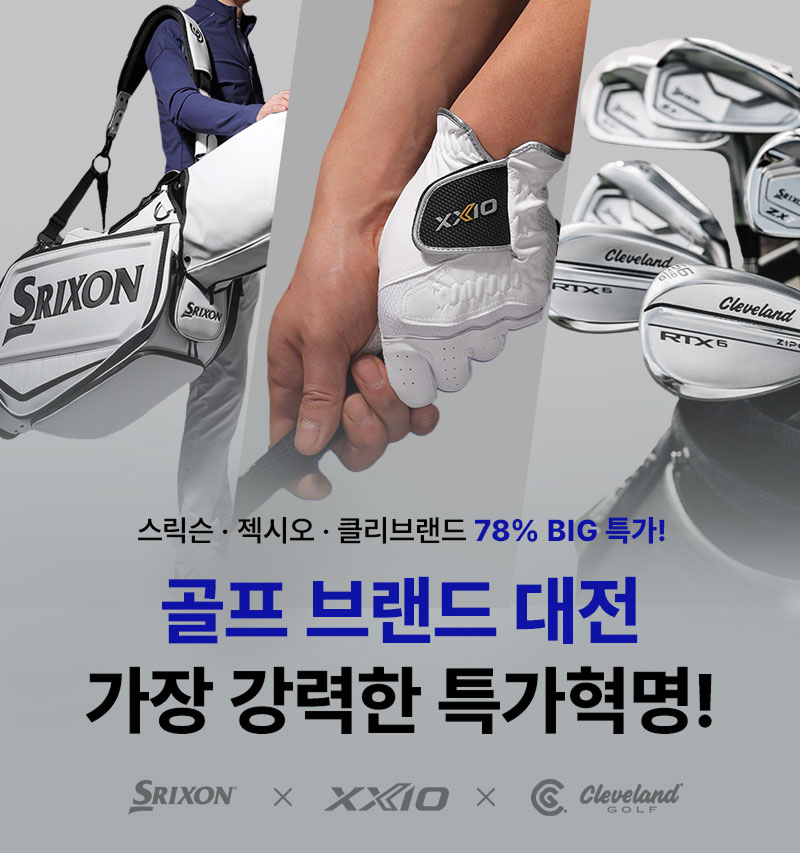 SRIXON
SRIXON
XXIO
SRIXON
SRIXON
ZX
Cleveland
RTX6
Cleveland
RTX6
스릭슨 · 젝시오 · 클리브랜드 78% BIG 특가!
골프 브랜드 대전
가장 강력한 특가혁명!
SRIXON × XXIO × Cleveland GOLF